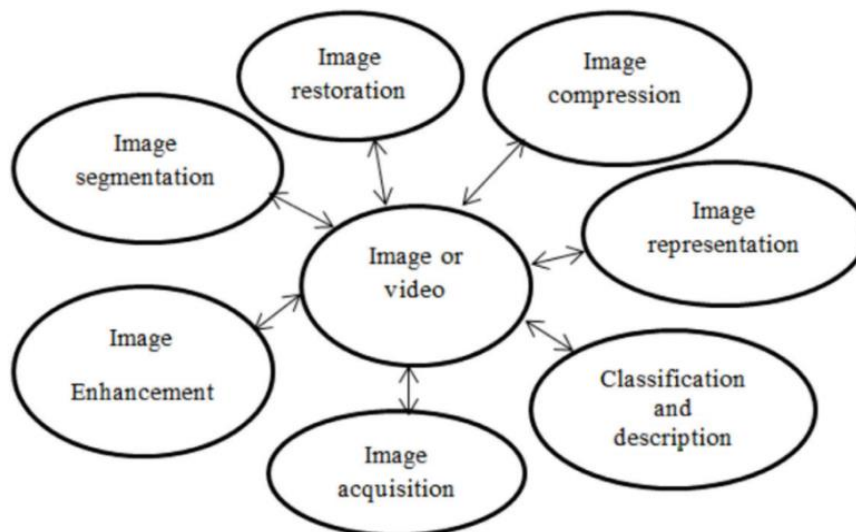 Image
restoration
Image
compression
Image
segmentation
Image
representation
Image or
video
Image
Enhancement
Classification
and
description
Image
acquisition